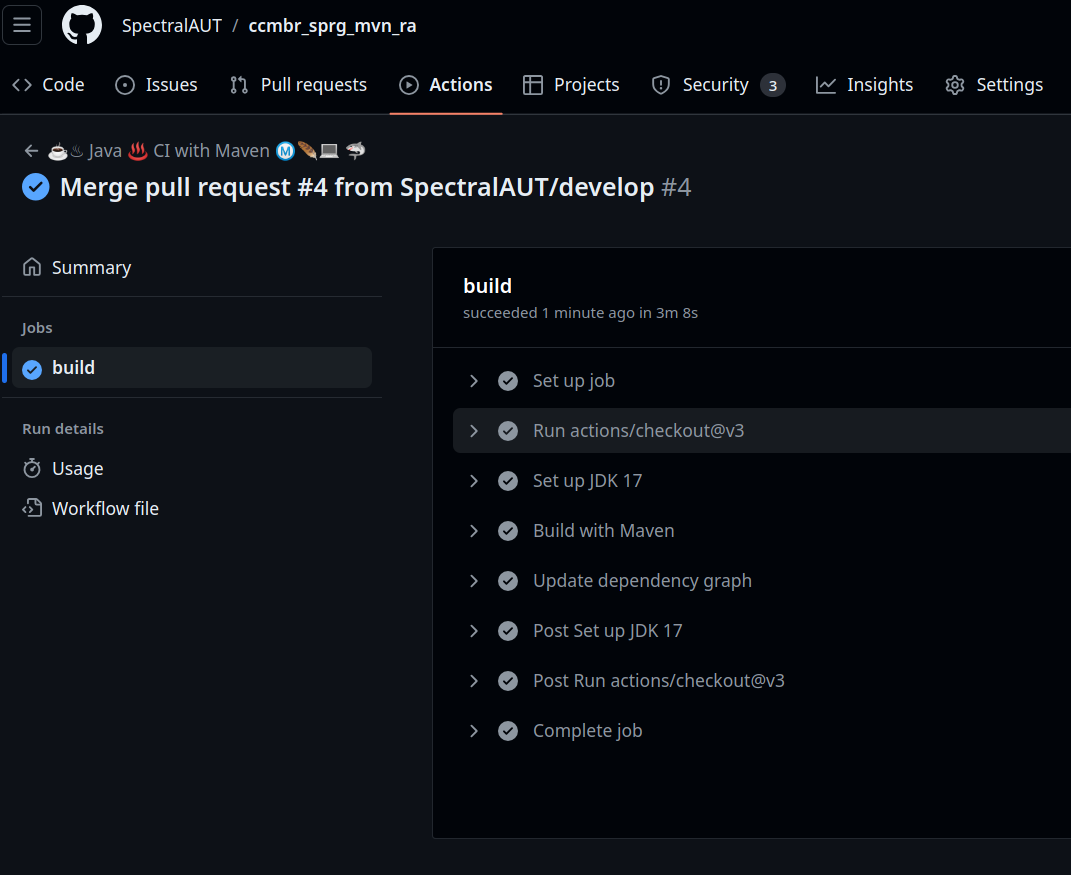 SpectralAUT / ccmbr_sprg_mvn_ra
Code Issues Pull requests Actions Projects Security 3 Insights Settings
← ☕♨ Java ♨️ CI with Maven Ⓜ️🪶💻 🦈
Merge pull request #4 from SpectralAUT/develop #4
Summary
Jobs
build
Run details
Usage
Workflow file
build
succeeded 1 minute ago in 3m 8s
Set up job
Run actions/checkout@v3
Set up JDK 17
Build with Maven
Update dependency graph
Post Set up JDK 17
Post Run actions/checkout@v3
Complete job